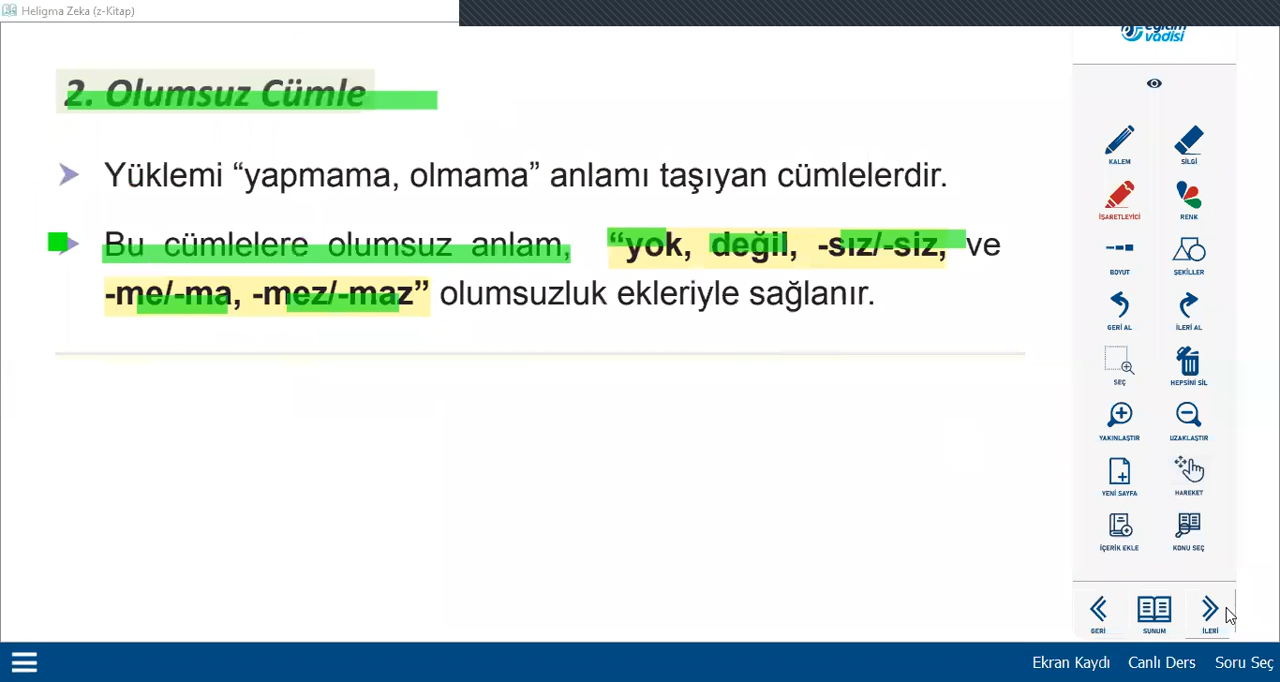 Heligma Zeka (z-Kitap)
eğitim
vadisi
2. Olumsuz Cümle
Yüklemi “yapmama, olmama” anlamı taşıyan cümlelerdir.
Bu cümlelere olumsuz anlam, “yok, değil, -sız/-siz, ve
-me/-ma, -mez/-maz” olumsuzluk ekleriyle sağlanır.
KALEM
SİLGİ
İŞARETLEYİCİ
RENK
BOYUT
ŞEKİLLER
GERİ AL
İLERİ AL
SEÇ
HEPSİNİ SİL
YAKINLAŞTIR
UZAKLAŞTIR
YENİ SAYFA
HAREKET
İÇERİK EKLE
KONU SEÇ
GERİ
SUNUM
İLERİ
Ekran Kaydı Canlı Ders Soru Seç